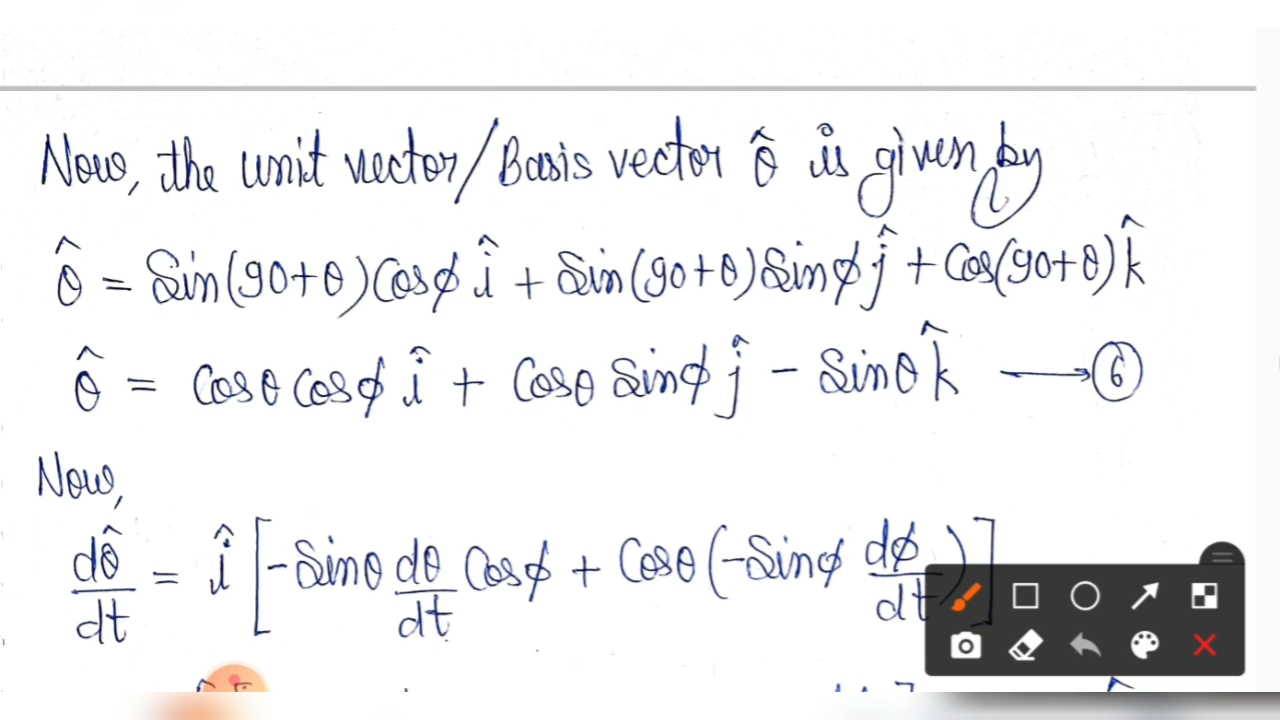 Now, the unit vector/Basis vector θ̂ is given by
θ̂ = Sin(90+θ)Cosϕ î + Sin(90+θ)Sinϕ ĵ + Cos(90+θ) k̂
θ̂ = Cosθ Cosϕ î + Cosθ Sinϕ ĵ - Sinθ k̂ ⟶ ⑥
Now,
dθ̂/dt = î [-Sinθ dθ/dt Cosϕ + Cosθ (-Sinϕ dϕ/dt)]